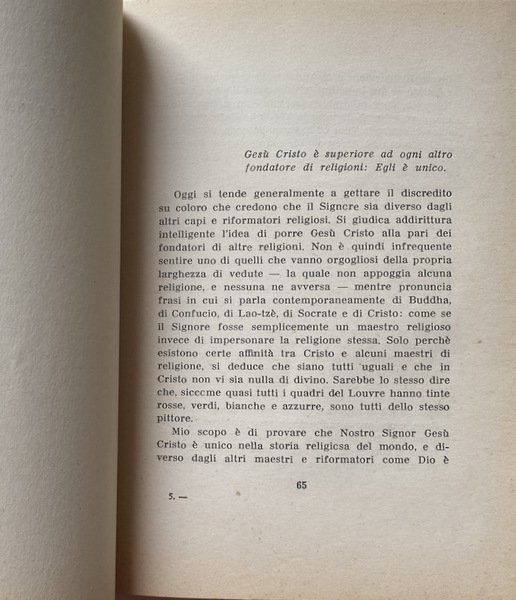 Gesù Cristo è superiore ad ogni altro
fondatore di religioni: Egli è unico.
Oggi si tende generalmente a gettare il discredito
su coloro che credono che il Signcre sia diverso dagli
altri capi e riformatori religiosi. Si giudica addirittura
intelligente l'idea di porre Gesù Cristo alla pari dei
fondatori di altre religioni. Non è quindi infrequente
sentire uno di quelli che vanno orgogliosi della propria
larghezza di vedute — la quale non appoggia alcuna
religione, e nessuna ne avversa — mentre pronuncia
frasi in cui si parla contemporaneamente di Buddha,
di Confucio, di Lao-tzè, di Socrate e di Cristo: come se
il Signore fosse semplicemente un maestro religioso
invece di impersonare la religione stessa. Solo perchè
esistono certe affinità tra Cristo e alcuni maestri di
religione, si deduce che siano tutti uguali e che in
Cristo non vi sia nulla di divino. Sarebbe lo stesso dire
che, sicccme quasi tutti i quadri del Louvre hanno tinte
rosse, verdi, bianche e azzurre, sono tutti dello stesso
pittore.
Mio scopo è di provare che Nostro Signor Gesù
Cristo è unico nella storia religicsa del mondo, e di-
verso dagli altri maestri e riformatori come Dio è
65
5. —